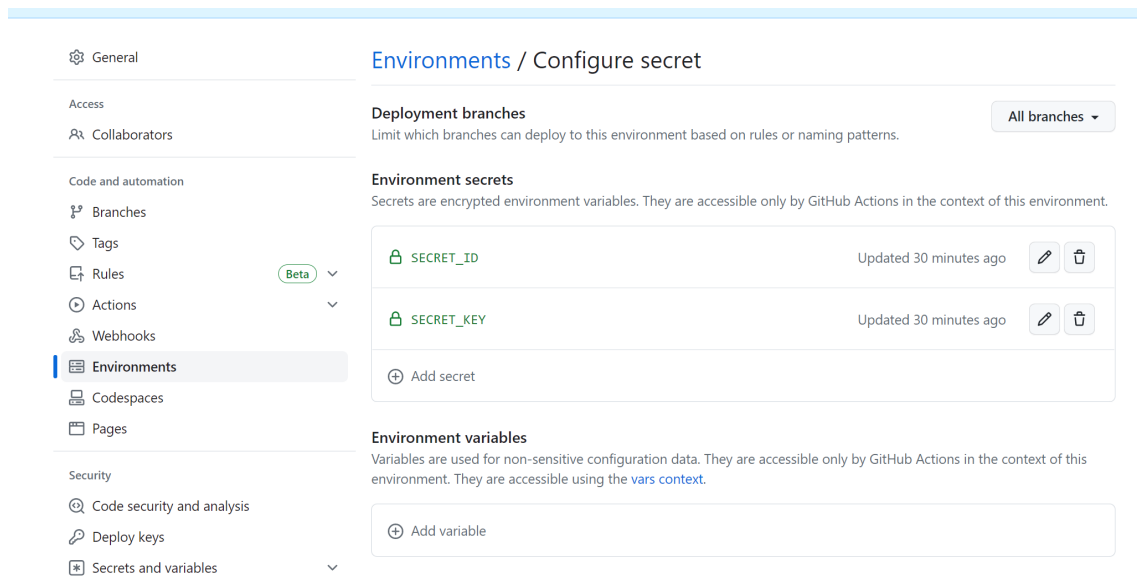 General
Access
Collaborators
Code and automation
Branches
Tags
Rules Beta
Actions
Webhooks
Environments
Codespaces
Pages
Security
Code security and analysis
Deploy keys
Secrets and variables
Environments / Configure secret
Deployment branches
Limit which branches can deploy to this environment based on rules or naming patterns.
All branches
Environment secrets
Secrets are encrypted environment variables. They are accessible only by GitHub Actions in the context of this environment.
SECRET_ID Updated 30 minutes ago
SECRET_KEY Updated 30 minutes ago
Add secret
Environment variables
Variables are used for non-sensitive configuration data. They are accessible only by GitHub Actions in the context of this
environment. They are accessible using the vars context.
Add variable